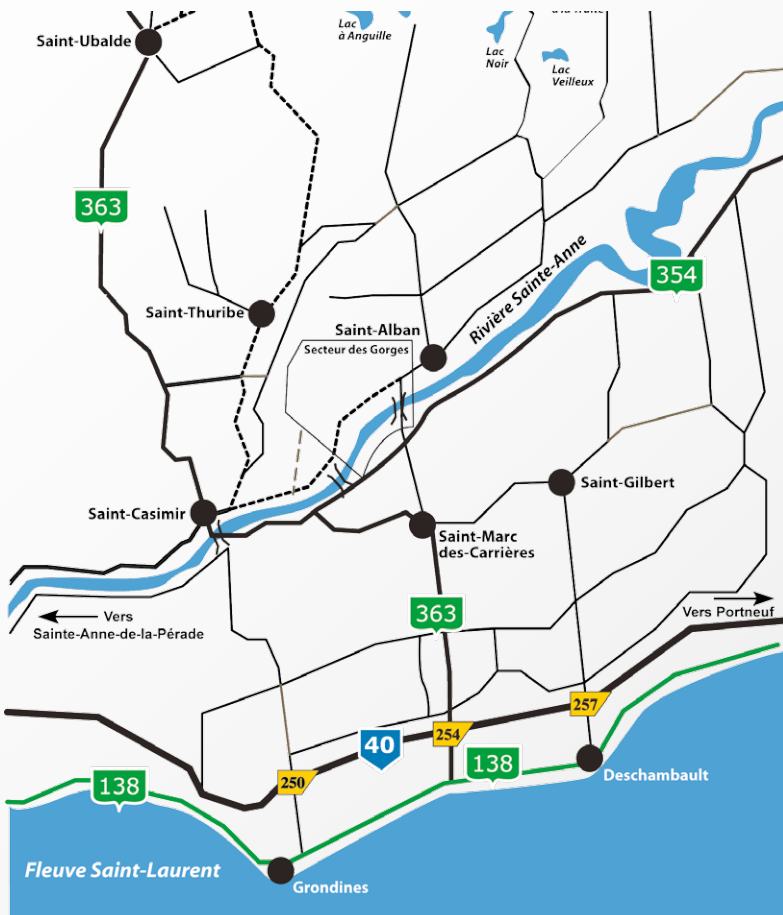 à la Truite
Lac
à Anguille
Lac
Noir
Lac
Veilleux
Saint-Ubalde
363
354
Rivière Sainte-Anne
Saint-Thuribe
Saint-Alban
Secteur des Gorges
Saint-Casimir
Saint-Gilbert
Saint-Marc
des-Carrières
363
Vers
Sainte-Anne-de-la-Pérade
Vers Portneuf
257
254
40
250
138
138
Deschambault
Fleuve Saint-Laurent
Grondines